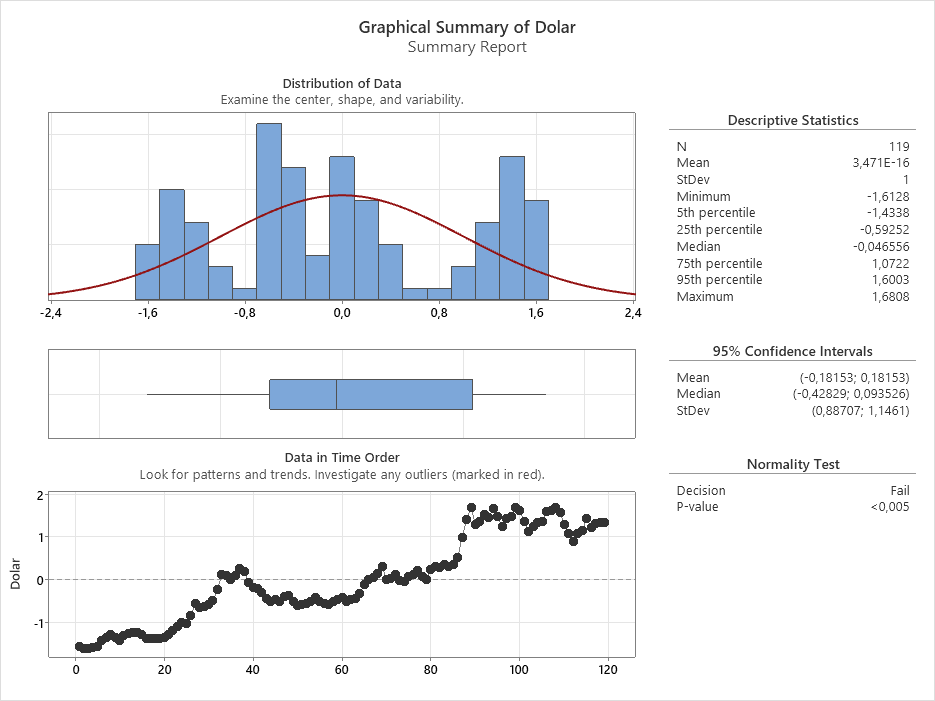 Graphical Summary of Dolar
Summary Report
Distribution of Data
Examine the center, shape, and variability.
-2,4 -1,6 -0,8 0,0 0,8 1,6 2,4
Data in Time Order
Look for patterns and trends. Investigate any outliers (marked in red).
Dolar
2
1
0
-1
0 20 40 60 80 100 120
Descriptive Statistics
N 119
Mean 3,471E-16
StDev 1
Minimum -1,6128
5th percentile -1,4338
25th percentile -0,59252
Median -0,046556
75th percentile 1,0722
95th percentile 1,6003
Maximum 1,6808
95% Confidence Intervals
Mean (-0,18153; 0,18153)
Median (-0,42829; 0,093526)
StDev (0,88707; 1,1461)
Normality Test
Decision Fail
P-value <0,005